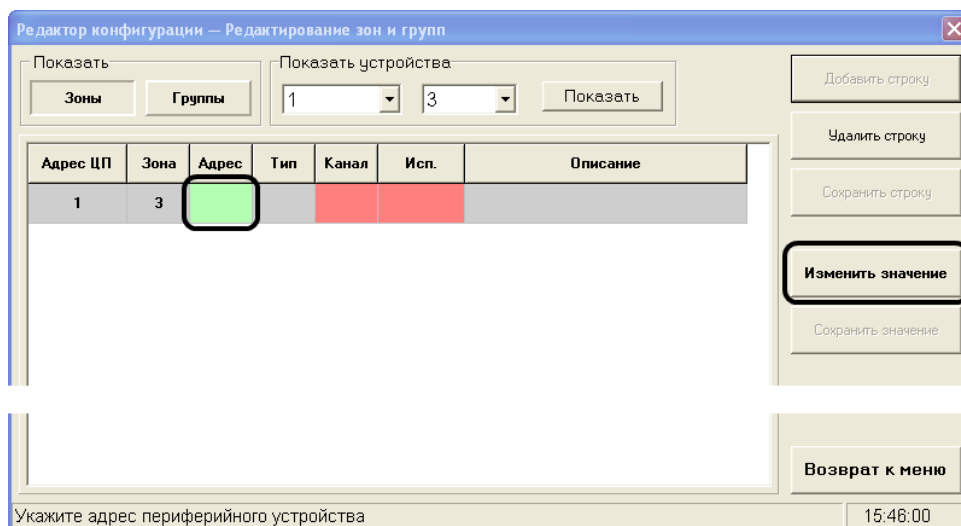 Редактор конфигурации — Редактирование зон и групп
Показать
Показать устройства
Зоны
Группы
1
3
Показать
Добавить строку
Удалить строку
Сохранить строку
Изменить значение
Сохранить значение
Адрес ЦП Зона Адрес Тип Канал Исп. Описание
1 3
Возврат к меню
Укажите адрес периферийного устройства
15:46:00